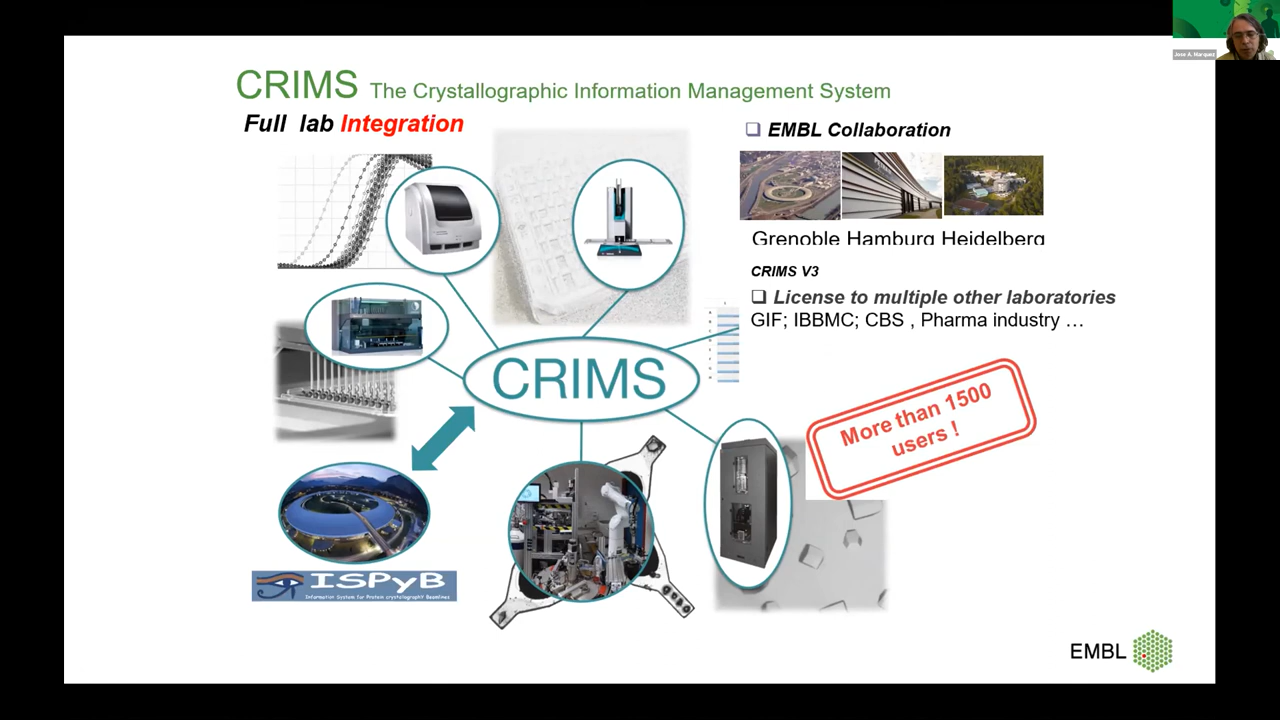 CRIMS The Crystallographic Information Management System
Full lab Integration
EMBL Collaboration
Grenoble Hamburg Heidelberg
CRIMS V3
License to multiple other laboratories
GIF; IBBMC; CBS , Pharma industry …
CRIMS
More than 1500
users !
ISPyB
Information System for Protein crystallographY Beamlines
EMBL
Jose A. Marquez